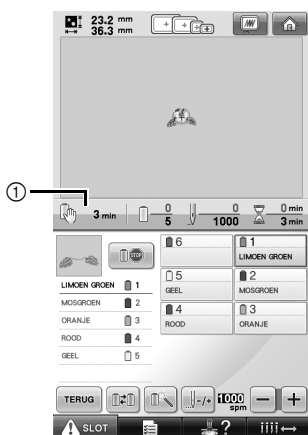 23.2 mm
36.3 mm
1
3 min 0 0 0 min
5 1000 3 min
6 1
LIMOEN GROEN
LIMOEN GROEN 1
5 2
GEEL MOSGROEN
MOSGROEN 2
ORANJE 3
4 3
ROOD ORANJE
ROOD 4
GEEL 5
STOP
TERUG -/+ 1000 spm - +
SLOT ?